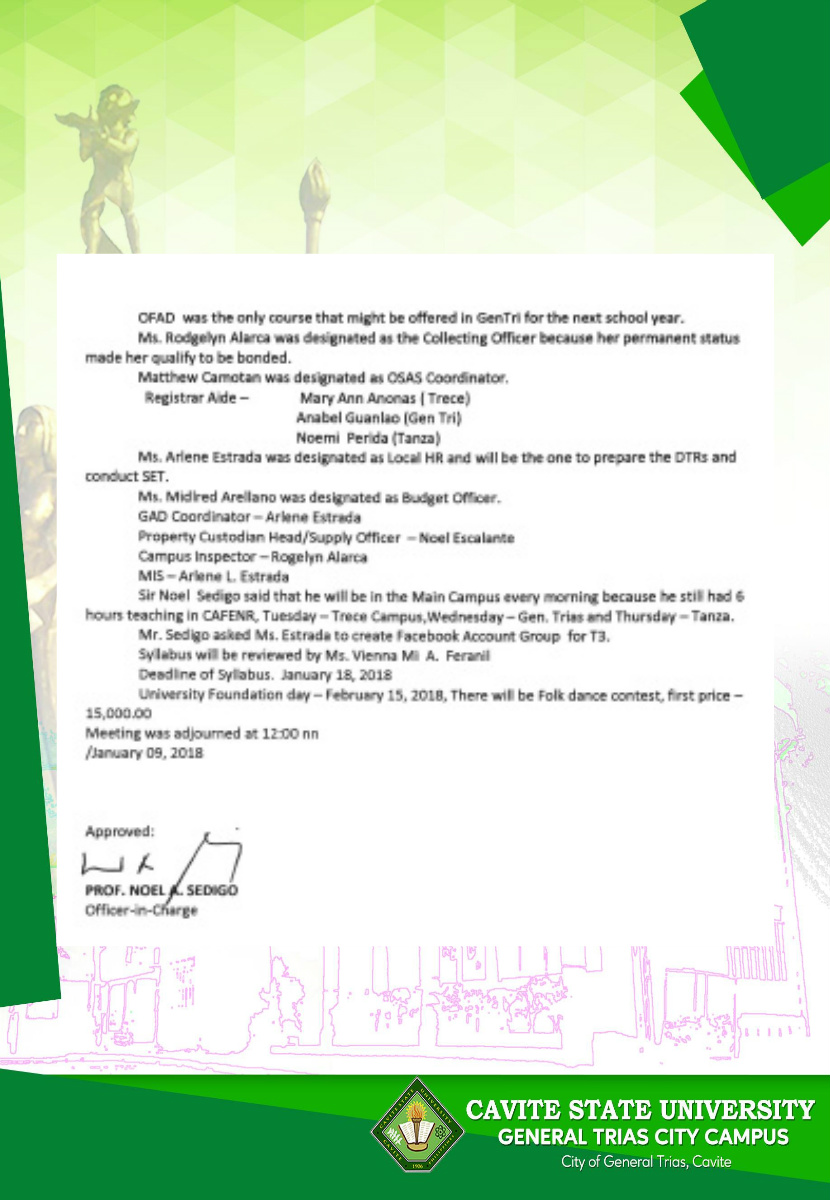 OFAD was the only course that might be offered in GenTri for the next school year.
Ms. Rodgelyn Alarca was designated as the Collecting Officer because her permanent status
made her qualify to be bonded.
Matthew Camotan was designated as OSAS Coordinator.
Registrar Aide – Mary Ann Anonas ( Trece)
Anabel Guanlao (Gen Tri)
Noemi Perida (Tanza)
Ms. Arlene Estrada was designated as Local HR and will be the one to prepare the DTRs and
conduct SET.
Ms. Midlred Arellano was designated as Budget Officer.
GAD Coordinator – Arlene Estrada
Property Custodian Head/Supply Officer – Noel Escalante
Campus Inspector – Rogelyn Alarca
MIS – Arlene L. Estrada
Sir Noel Sedigo said that he will be in the Main Campus every morning because he still had 6
hours teaching in CAFENR, Tuesday – Trece Campus,Wednesday – Gen. Trias and Thursday – Tanza.
Mr. Sedigo asked Ms. Estrada to create Facebook Account Group for T3.
Syllabus will be reviewed by Ms. Vienna Mi A. Feranil
Deadline of Syllabus. January 18, 2018
University Foundation day – February 15, 2018, There will be Folk dance contest, first price –
15,000.00
Meeting was adjourned at 12:00 nn
/January 09, 2018
Approved:
PROF. NOEL A. SEDIGO
Officer-in-Charge
CAVITE STATE UNIVERSITY
GENERAL TRIAS CITY CAMPUS
City of General Trias, Cavite
1906